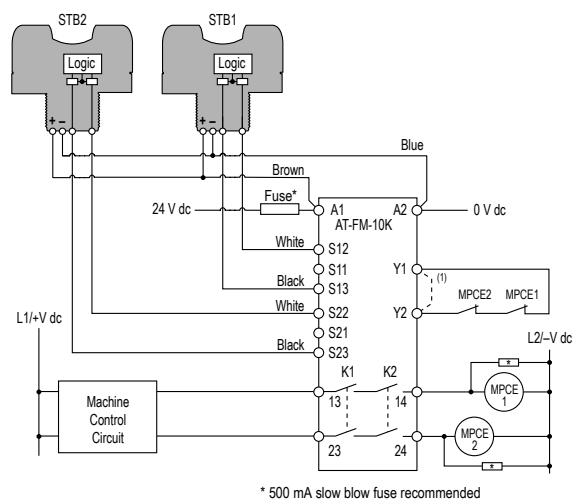 STB2 STB1
Logic Logic
+ − + −
Blue
Brown
Fuse*
24 V dc A1 A2 0 V dc
AT-FM-10K
White S12
S11 Y1 (1)
Black S13
MPCE2 MPCE1
White S22 Y2
L1/+V dc S21 L2/–V dc
Black S23
*
K1 K2
13 14 MPCE 1
Machine Control Circuit
23 24 MPCE 2
*
* 500 mA slow blow fuse recommended